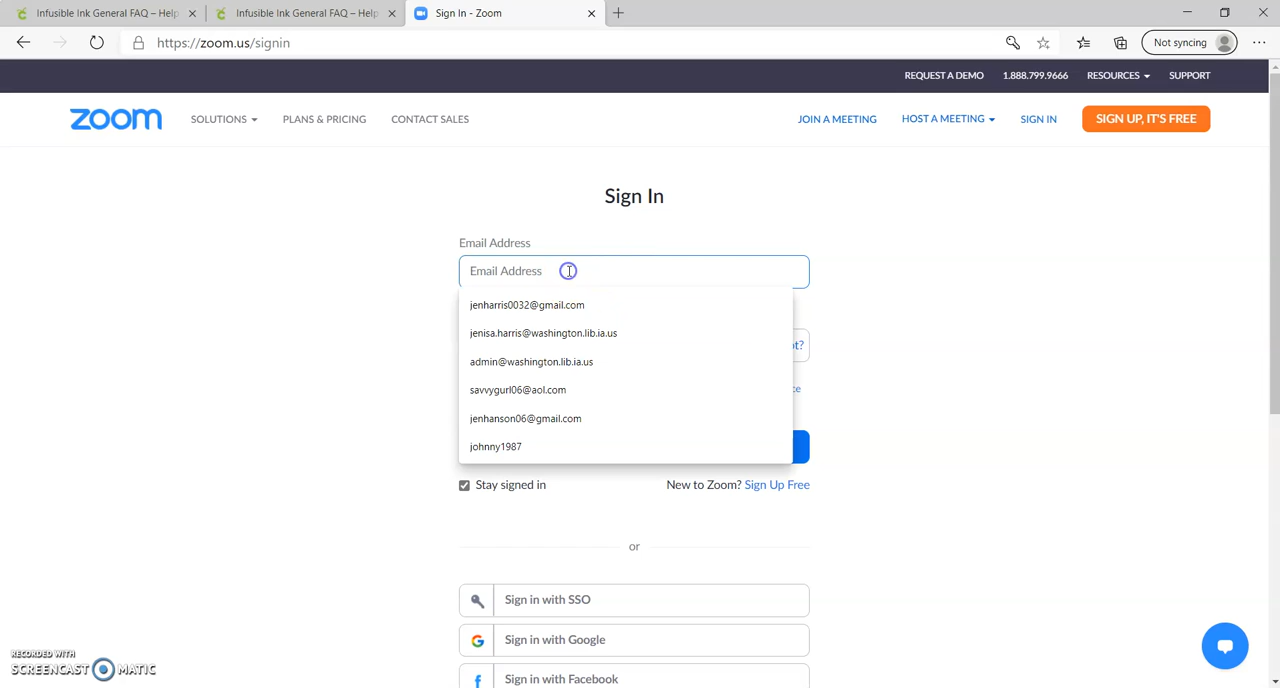 Infusible Ink General FAQ – Help
Infusible Ink General FAQ – Help
Sign In - Zoom
https://zoom.us/signin
Not syncing
REQUEST A DEMO 1.888.799.9666 RESOURCES SUPPORT
zoom SOLUTIONS PLANS & PRICING CONTACT SALES JOIN A MEETING HOST A MEETING SIGN IN SIGN UP, IT'S FREE
Sign In
Email Address
Email Address
jenharris0032@gmail.com
jenisa.harris@washington.lib.ia.us
ot?
admin@washington.lib.ia.us
savvygurl06@aol.com
ce
jenhanson06@gmail.com
johnny1987
Stay signed in New to Zoom? Sign Up Free
or
Sign in with SSO
Sign in with Google
Sign in with Facebook
RECORDED WITH
SCREENCAST MATIC